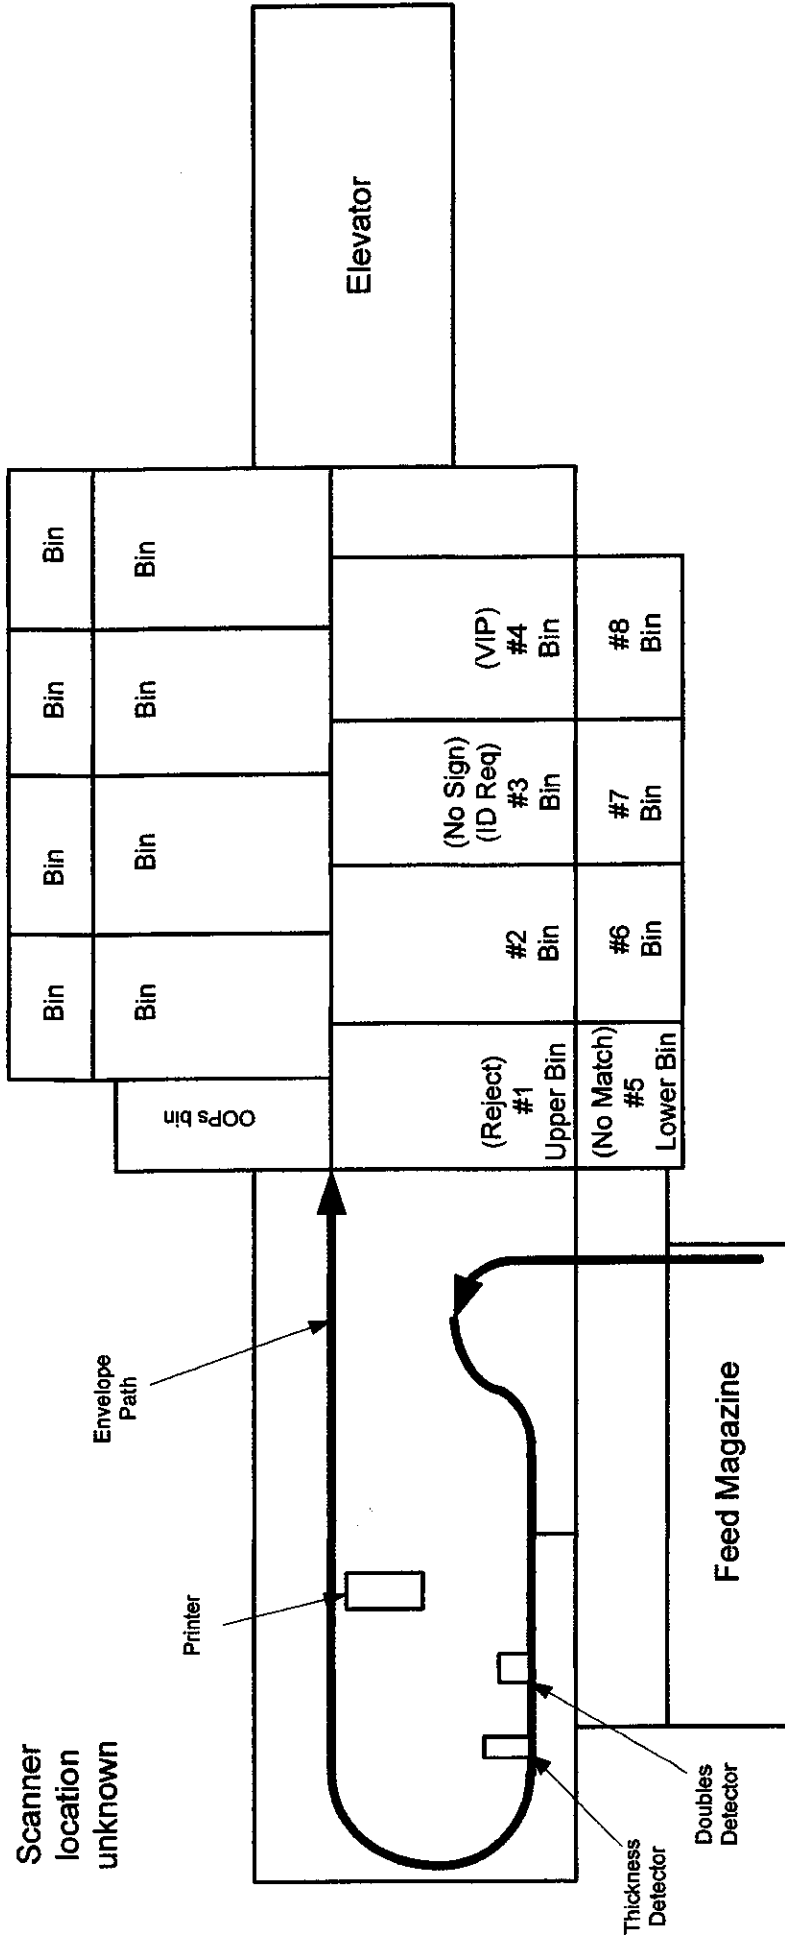 Scanner
location
unknown
Bin
Bin
Bin
Bin
Bin
Bin
Bin
Bin
OOPs bin
Elevator
Envelope
Path
Printer
(Reject)
#1
Upper Bin
#2
Bin
(No Sign)
(ID Req)
#3
Bin
(VIP)
#4
Bin
(No Match)
#5
Lower Bin
#6
Bin
#7
Bin
#8
Bin
Thickness
Detector
Doubles
Detector
Feed Magazine